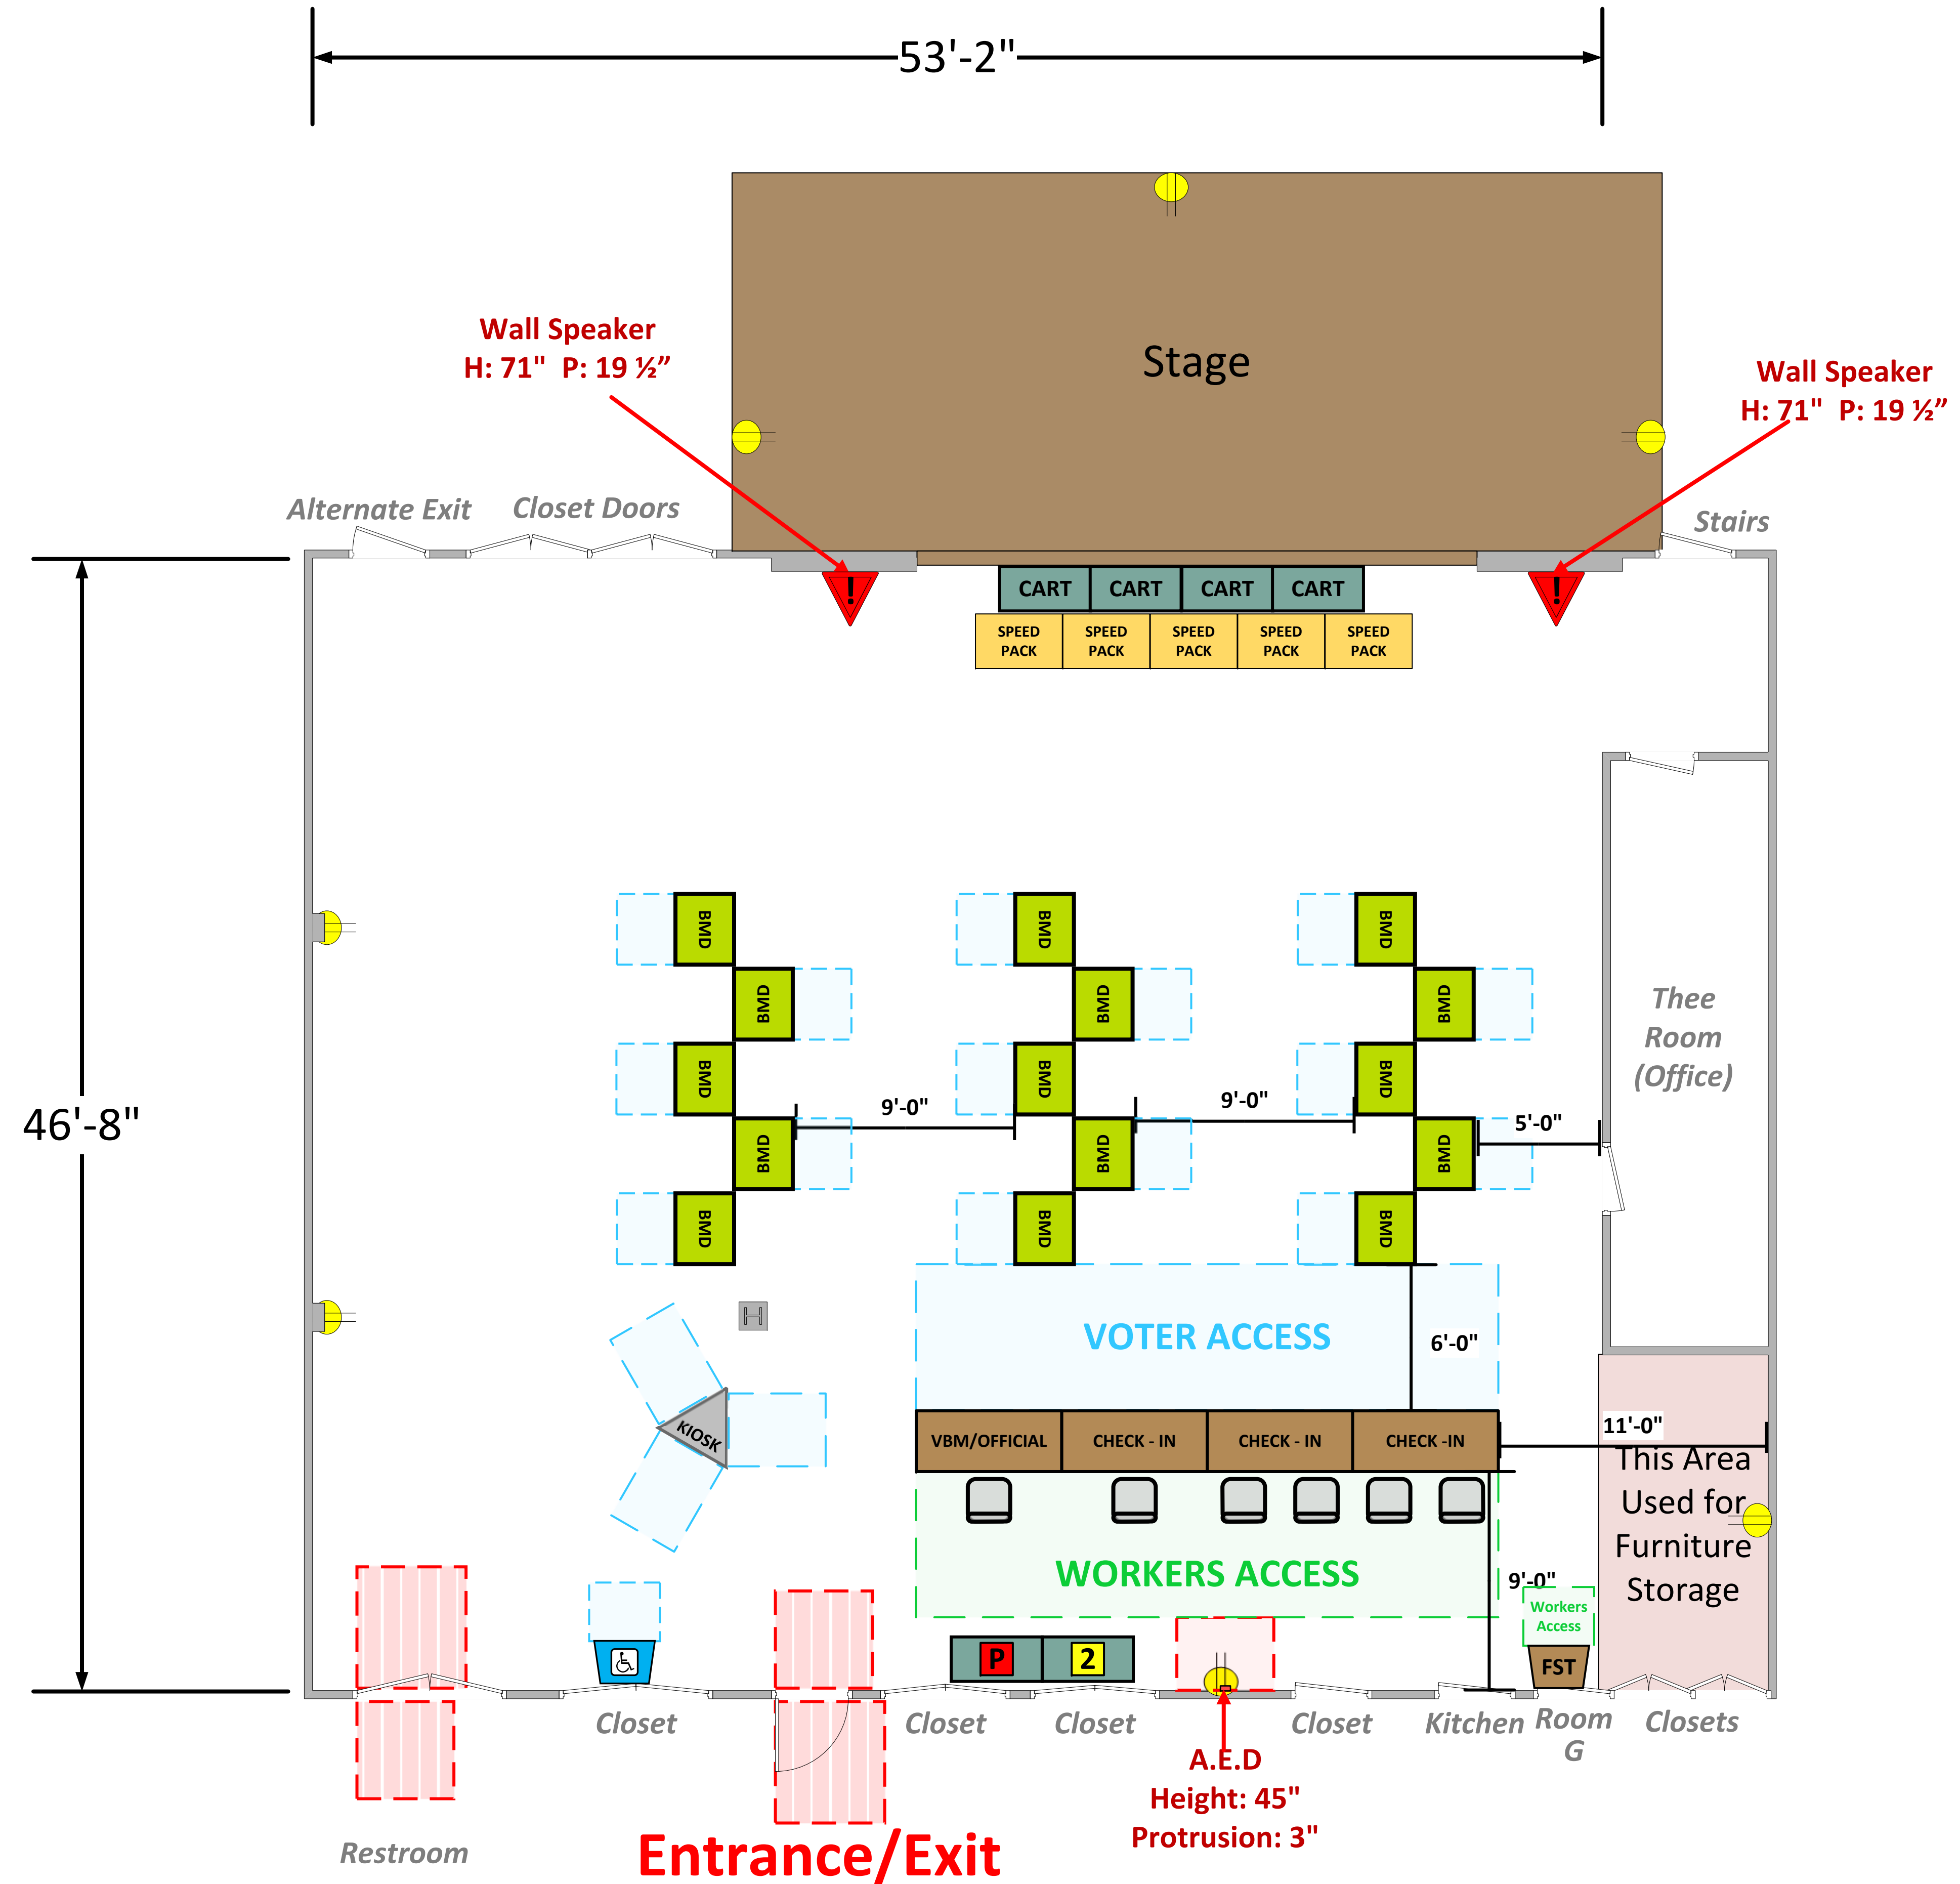 53'-2"
Stage
Wall Speaker
H: 71" P: 19 ½”
Wall Speaker
H: 71" P: 19 ½”
Alternate Exit
Closet Doors
Stairs
!
!
CART CART CART CART
SPEED PACK SPEED PACK SPEED PACK SPEED PACK SPEED PACK
46'-8"
BMD BMD BMD
BMD BMD BMD
BMD BMD BMD
BMD BMD BMD
BMD BMD BMD
9'-0"
9'-0"
5'-0"
Thee
Room
(Office)
H
VOTER ACCESS
6'-0"
KIOSK
VBM/OFFICIAL CHECK - IN CHECK - IN CHECK -IN
11'-0"
This Area
Used for
Furniture
Storage
WORKERS ACCESS
9'-0"
Workers
Access
P 2
FST
Closet
Closet
Closet
Closet
Kitchen
Room
G
Closets
A.E.D
Height: 45"
Protrusion: 3"
Restroom
Entrance/Exit